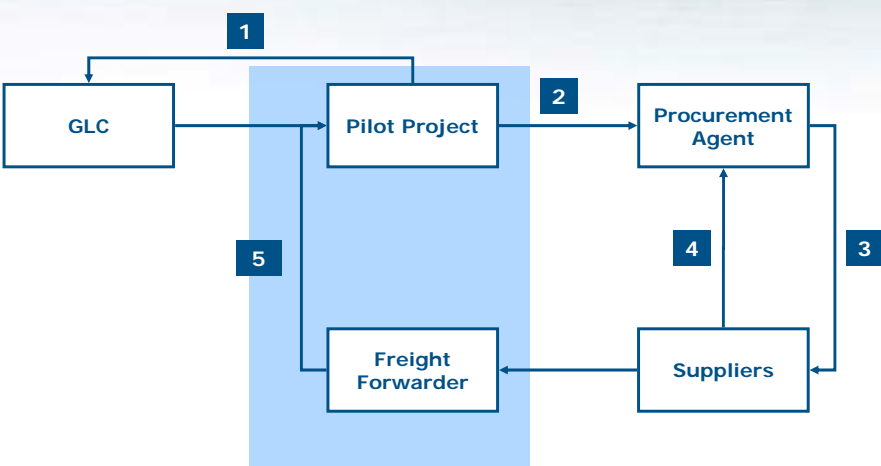 1
GLC
Pilot Project
2
Procurement
Agent
5
4
3
Freight
Forwarder
Suppliers